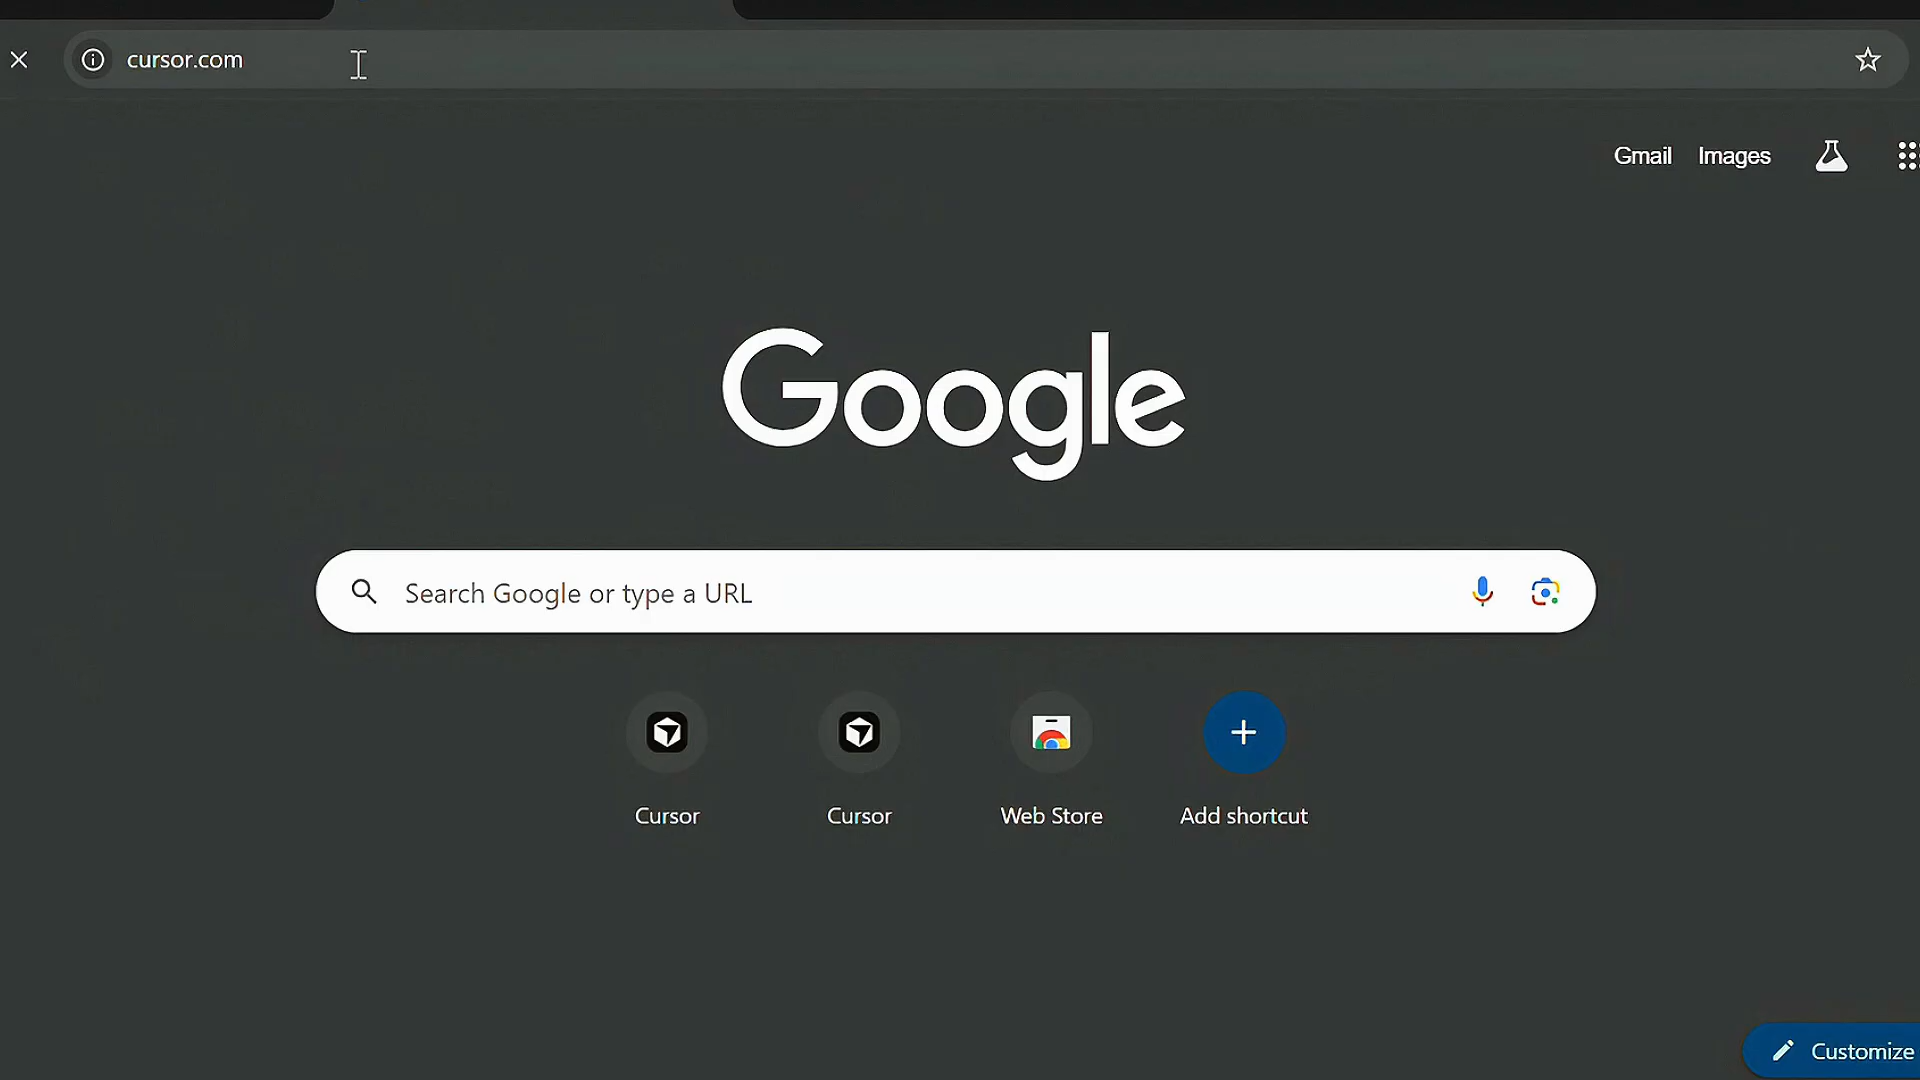 cursor.com
Gmail Images
Google
Search Google or type a URL
Cursor Cursor Web Store Add shortcut
Customize